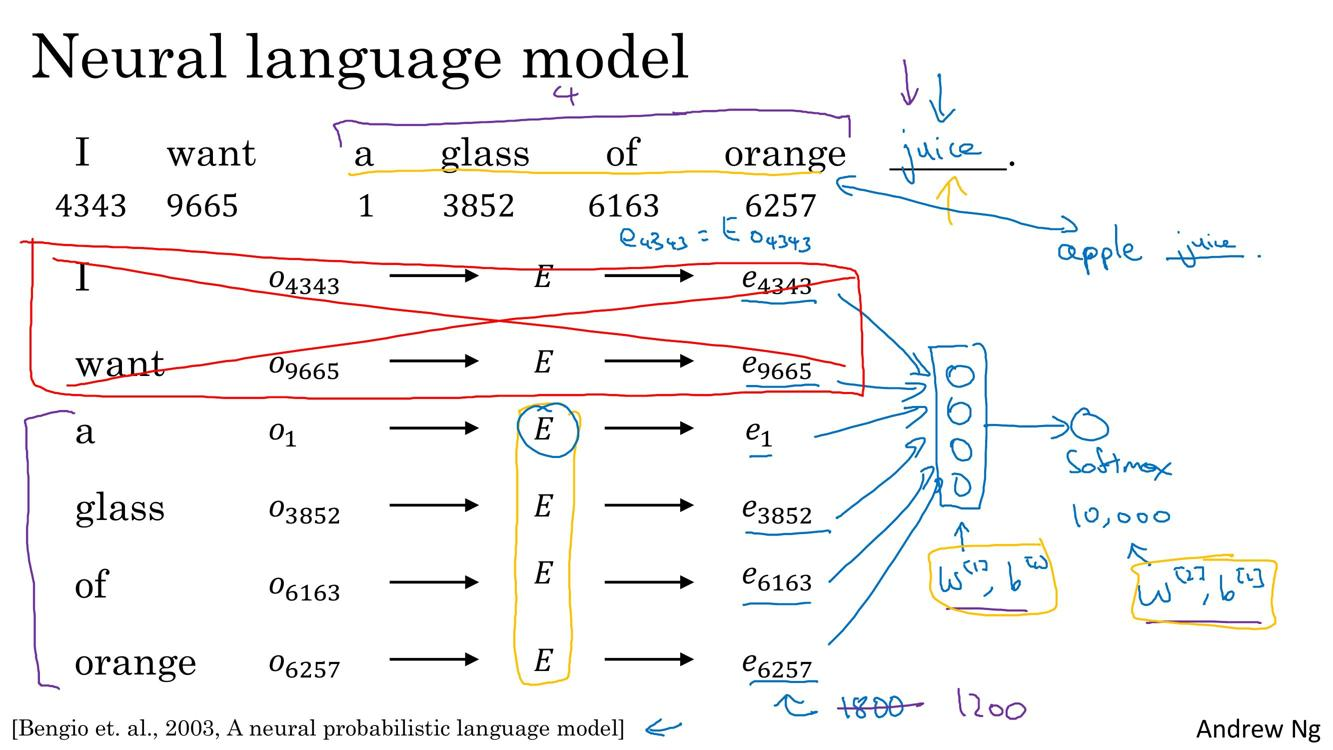 Neural language model
4
I want a glass of orange juice.
4343 9665 1 3852 6163 6257
e4343 = E o4343
apple juice.
I o4343 → E → e4343
want o9665 → E → e9665
a o1 → E → e1
glass o3852 → E → e3852
of o6163 → E → e6163
orange o6257 → E → e6257
Softmax
10,000
W[1], b[1]
W[2], b[2]
1800 1200
[Bengio et. al., 2003, A neural probabilistic language model]
Andrew Ng